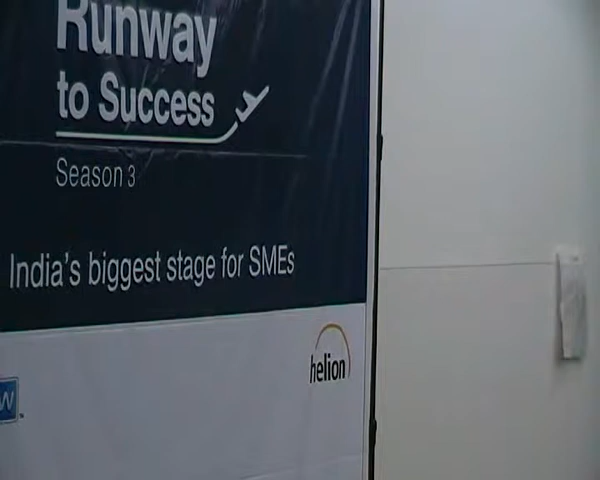 Runway
to Success
Season 3
India's biggest stage for SMEs
helion
W